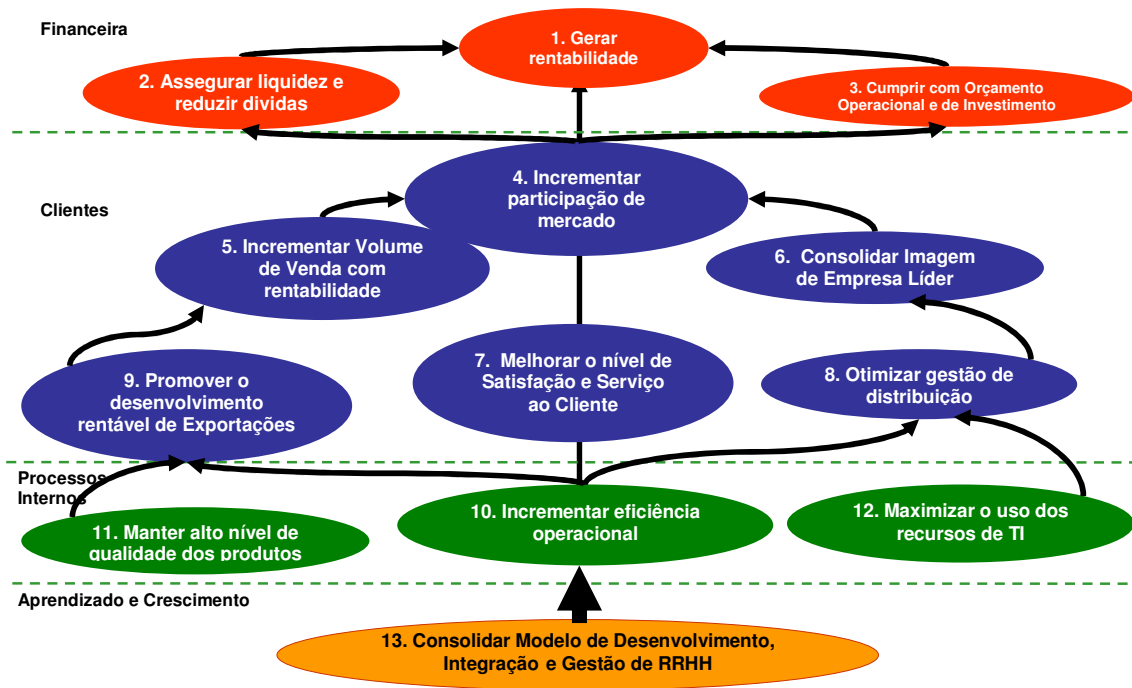 Financeira
1. Gerar
rentabilidade
2. Assegurar liquidez e
reduzir dividas
3. Cumprir com Orçamento
Operacional e de Investimento
Clientes
4. Incrementar
participação de
mercado
5. Incrementar Volume
de Venda com
rentabilidade
6. Consolidar Imagem
de Empresa Líder
7. Melhorar o nível de
Satisfação e Serviço
ao Cliente
8. Otimizar gestão de
distribuição
9. Promover o
desenvolvimento
rentável de Exportações
Processos
Internos
10. Incrementar eficiência
operacional
11. Manter alto nível de
qualidade dos produtos
12. Maximizar o uso dos
recursos de TI
Aprendizado e Crescimento
13. Consolidar Modelo de Desenvolvimento,
Integração e Gestão de RRHH